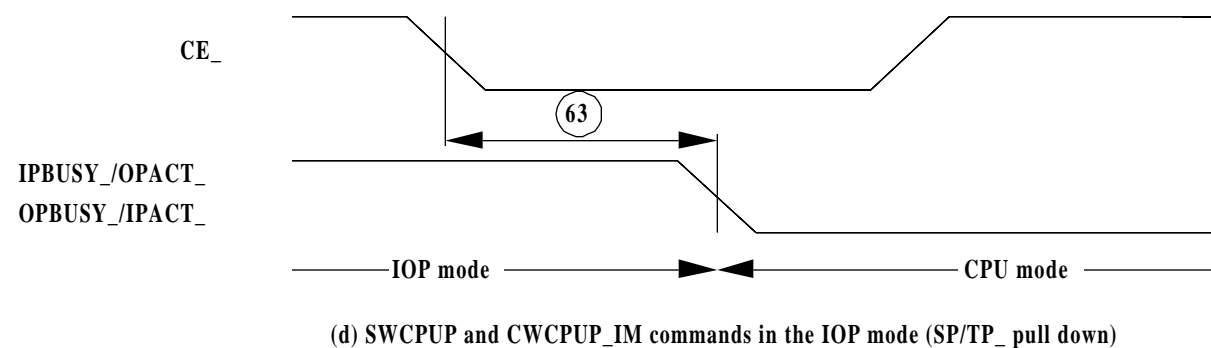 CE_
63
IPBUSY_/OPACT_
OPBUSY_/IPACT_
IOP mode CPU mode
(d) SWCPUP and CWCPUP_IM commands in the IOP mode (SP/TP_ pull down)